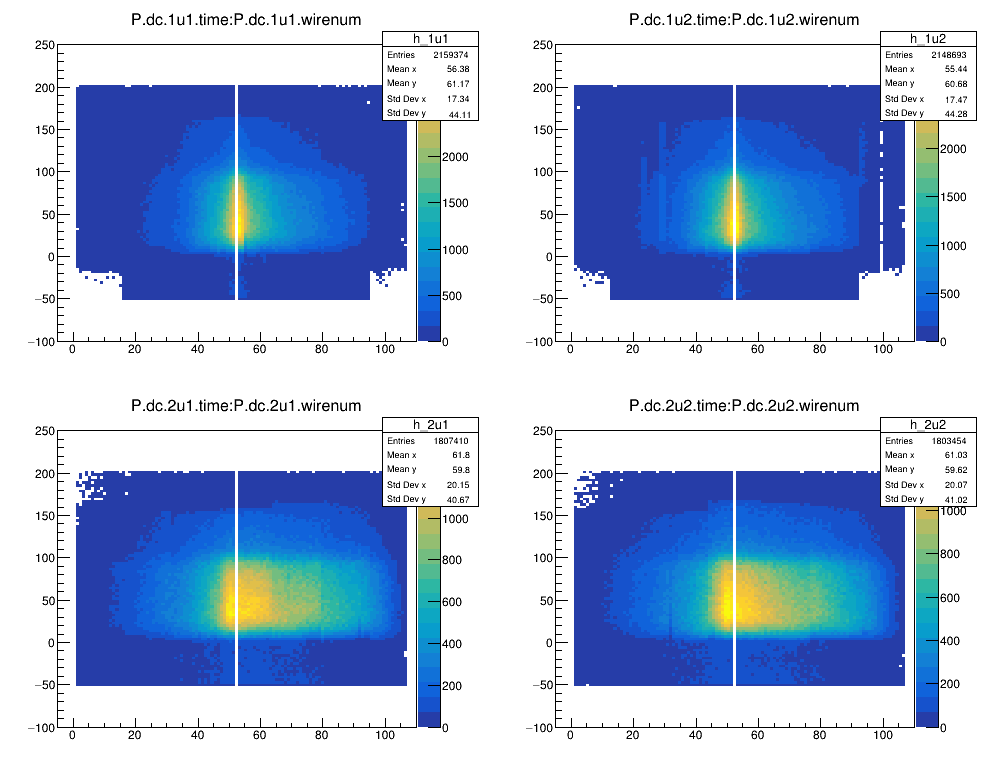 P.dc.1u1.time:P.dc.1u1.wirenum
h_1u1
Entries 2159374
Mean x 56.38
Mean y 61.17
Std Dev x 17.34
Std Dev y 44.11
250
200
150
100
50
0
−50
−100
0 20 40 60 80 100
2000
1500
1000
500
0
P.dc.1u2.time:P.dc.1u2.wirenum
h_1u2
Entries 2148693
Mean x 55.44
Mean y 60.68
Std Dev x 17.47
Std Dev y 44.28
250
200
150
100
50
0
−50
−100
0 20 40 60 80 100
2000
1500
1000
500
0
P.dc.2u1.time:P.dc.2u1.wirenum
h_2u1
Entries 1807410
Mean x 61.8
Mean y 59.8
Std Dev x 20.15
Std Dev y 40.67
250
200
150
100
50
0
−50
−100
0 20 40 60 80 100
1000
800
600
400
200
0
P.dc.2u2.time:P.dc.2u2.wirenum
h_2u2
Entries 1803454
Mean x 61.03
Mean y 59.62
Std Dev x 20.07
Std Dev y 41.02
250
200
150
100
50
0
−50
−100
0 20 40 60 80 100
1000
800
600
400
200
0